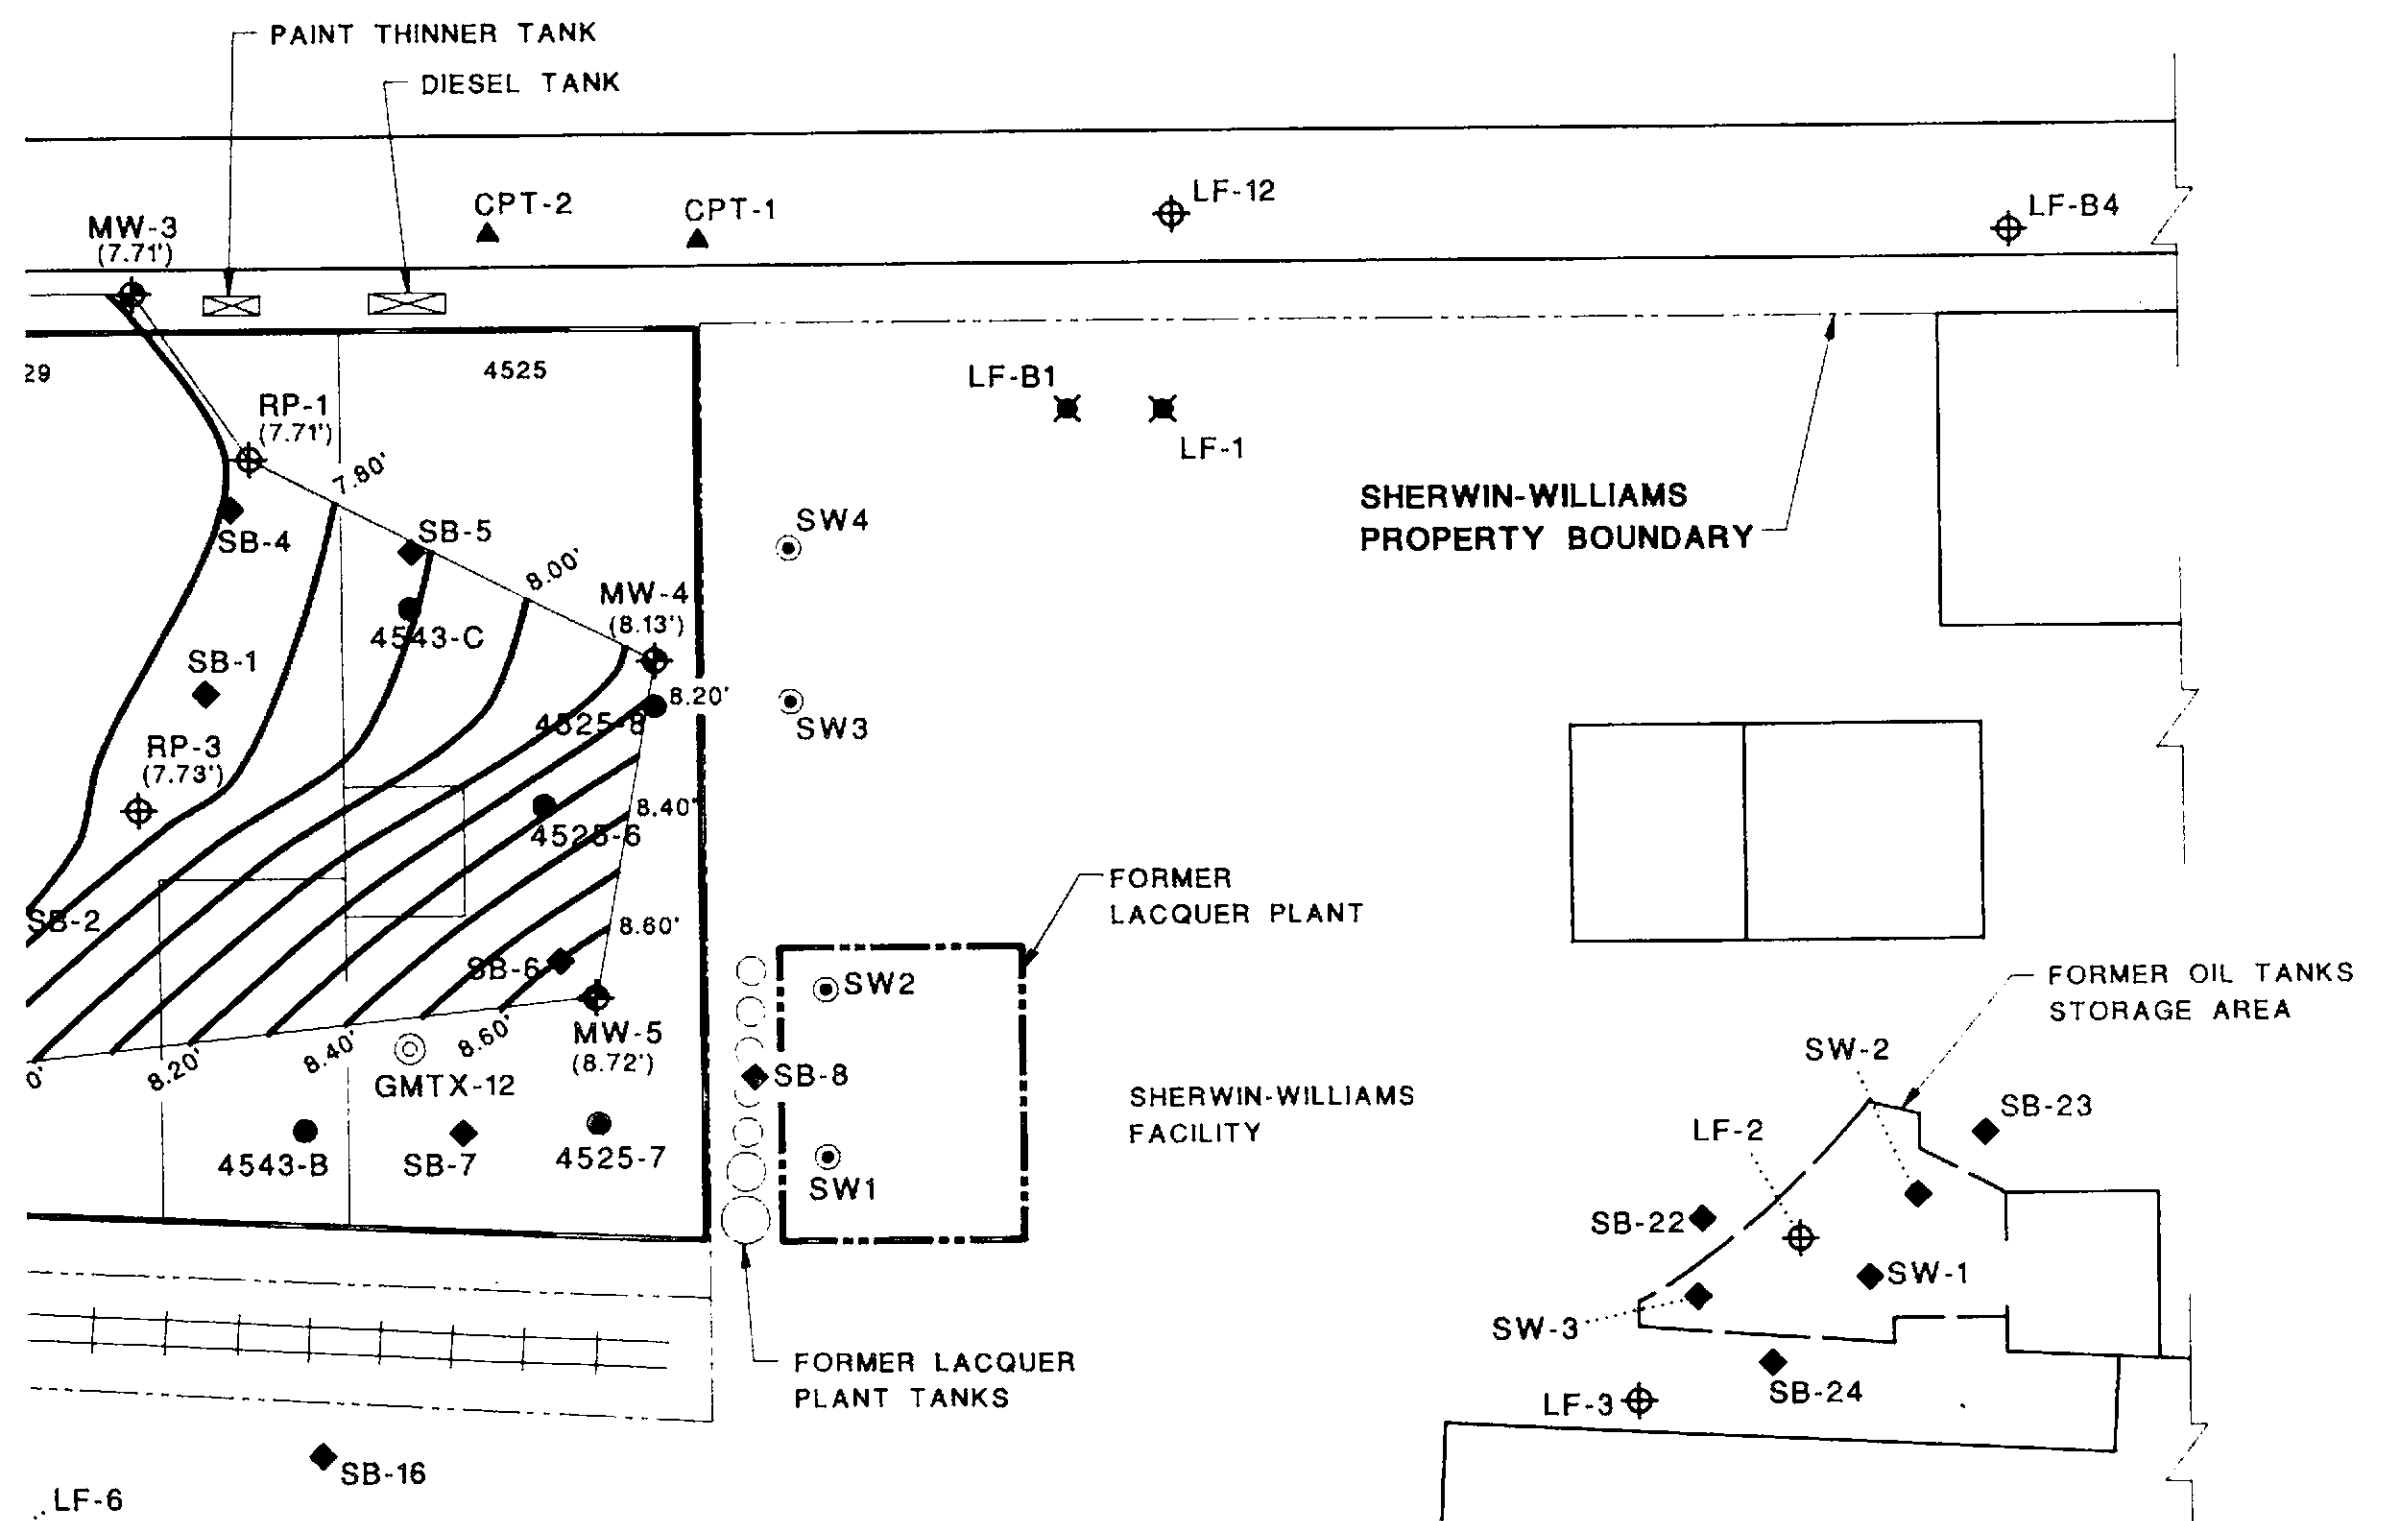 PAINT THINNER TANK
DIESEL TANK
CPT-2
CPT-1
LF-12
LF-B4
MW-3
(7.71')
29
4525
LF-B1
LF-1
RP-1
(7.71')
7.80'
SHERWIN-WILLIAMS
PROPERTY BOUNDARY
SB-4
SB-5
SW4
8.00'
MW-4
(8.13')
4543-C
SB-1
8.20'
4525-8
SW3
RP-3
(7.73')
8.40'
4525-6
FORMER
LACQUER PLANT
SB-2
8.60'
SB-6
SW2
FORMER OIL TANKS
STORAGE AREA
MW-5
(8.72')
0'
8.20'
8.40'
8.60'
GMTX-12
SB-8
SW-2
SHERWIN-WILLIAMS
FACILITY
SB-23
LF-2
4543-B
SB-7
4525-7
SW1
SB-22
SW-1
SW-3
FORMER LACQUER
PLANT TANKS
SB-24
LF-3
SB-16
LF-6